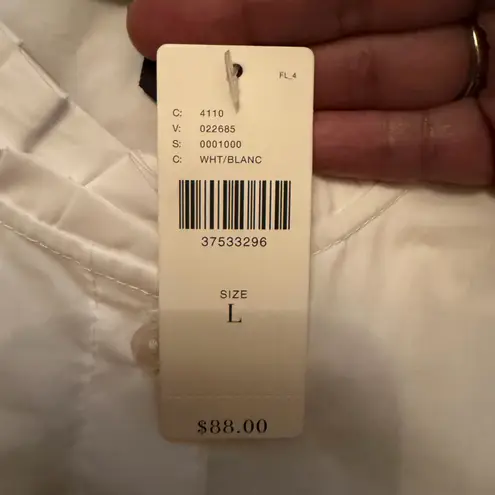 FL_4
C: 4110
V: 022685
S: 0001000
C: WHT/BLANC
37533296
SIZE
L
$88.00